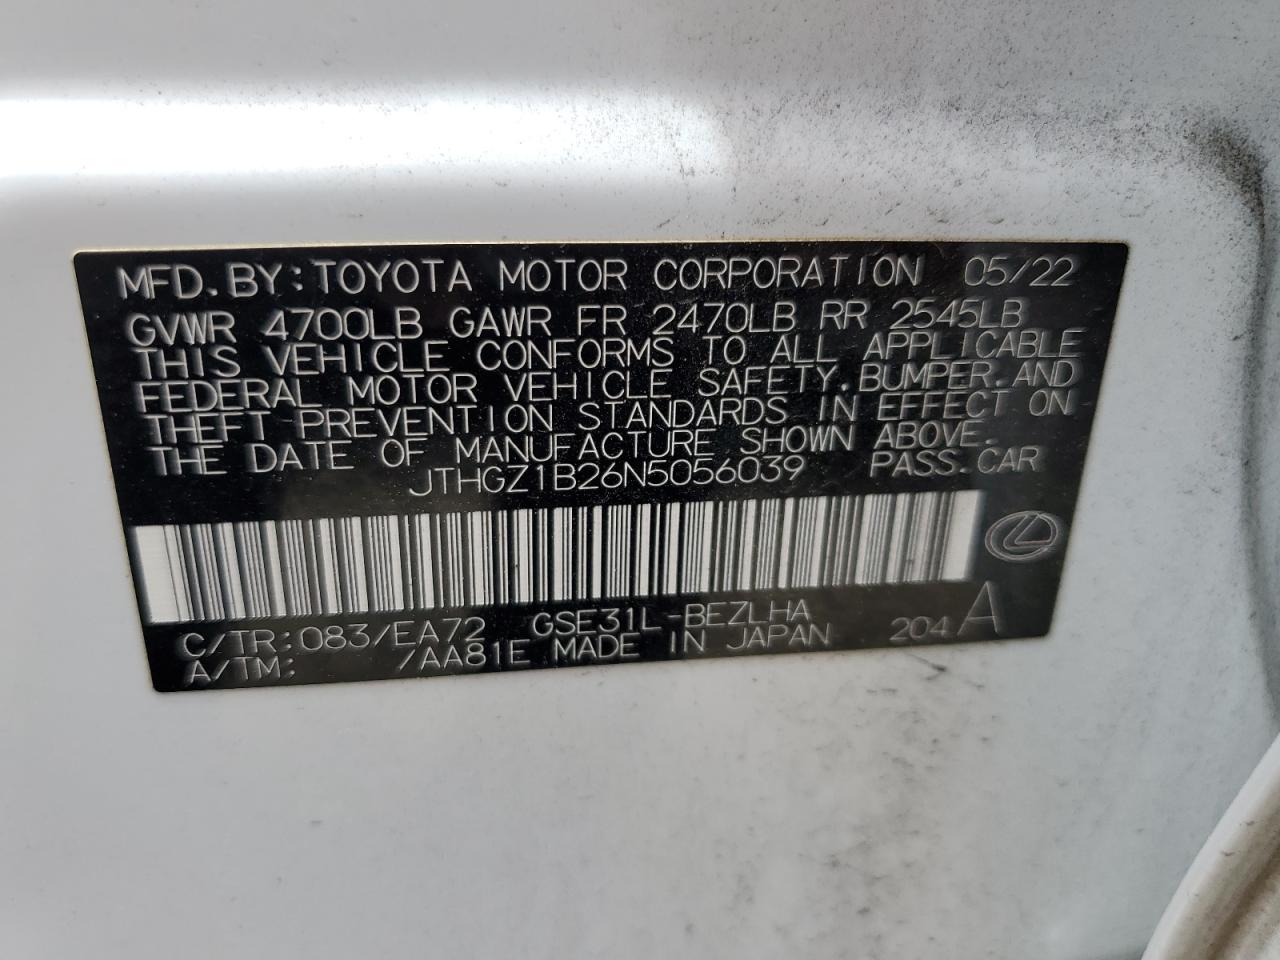 MFD.BY:TOYOTA MOTOR CORPORATION 05/22
GVWR 4700LB GAWR FR 2470LB RR 2545LB
THIS VEHICLE CONFORMS TO ALL APPLICABLE
FEDERAL MOTOR VEHICLE SAFETY,BUMPER,AND
THEFT PREVENTION STANDARDS IN EFFECT ON
THE DATE OF MANUFACTURE SHOWN ABOVE.
JTHGZ1B26N5056039 PASS.CAR
C/TR:083/EA72 GSE31L-BEZLHA
A/TM: /AA81E MADE IN JAPAN 204 A